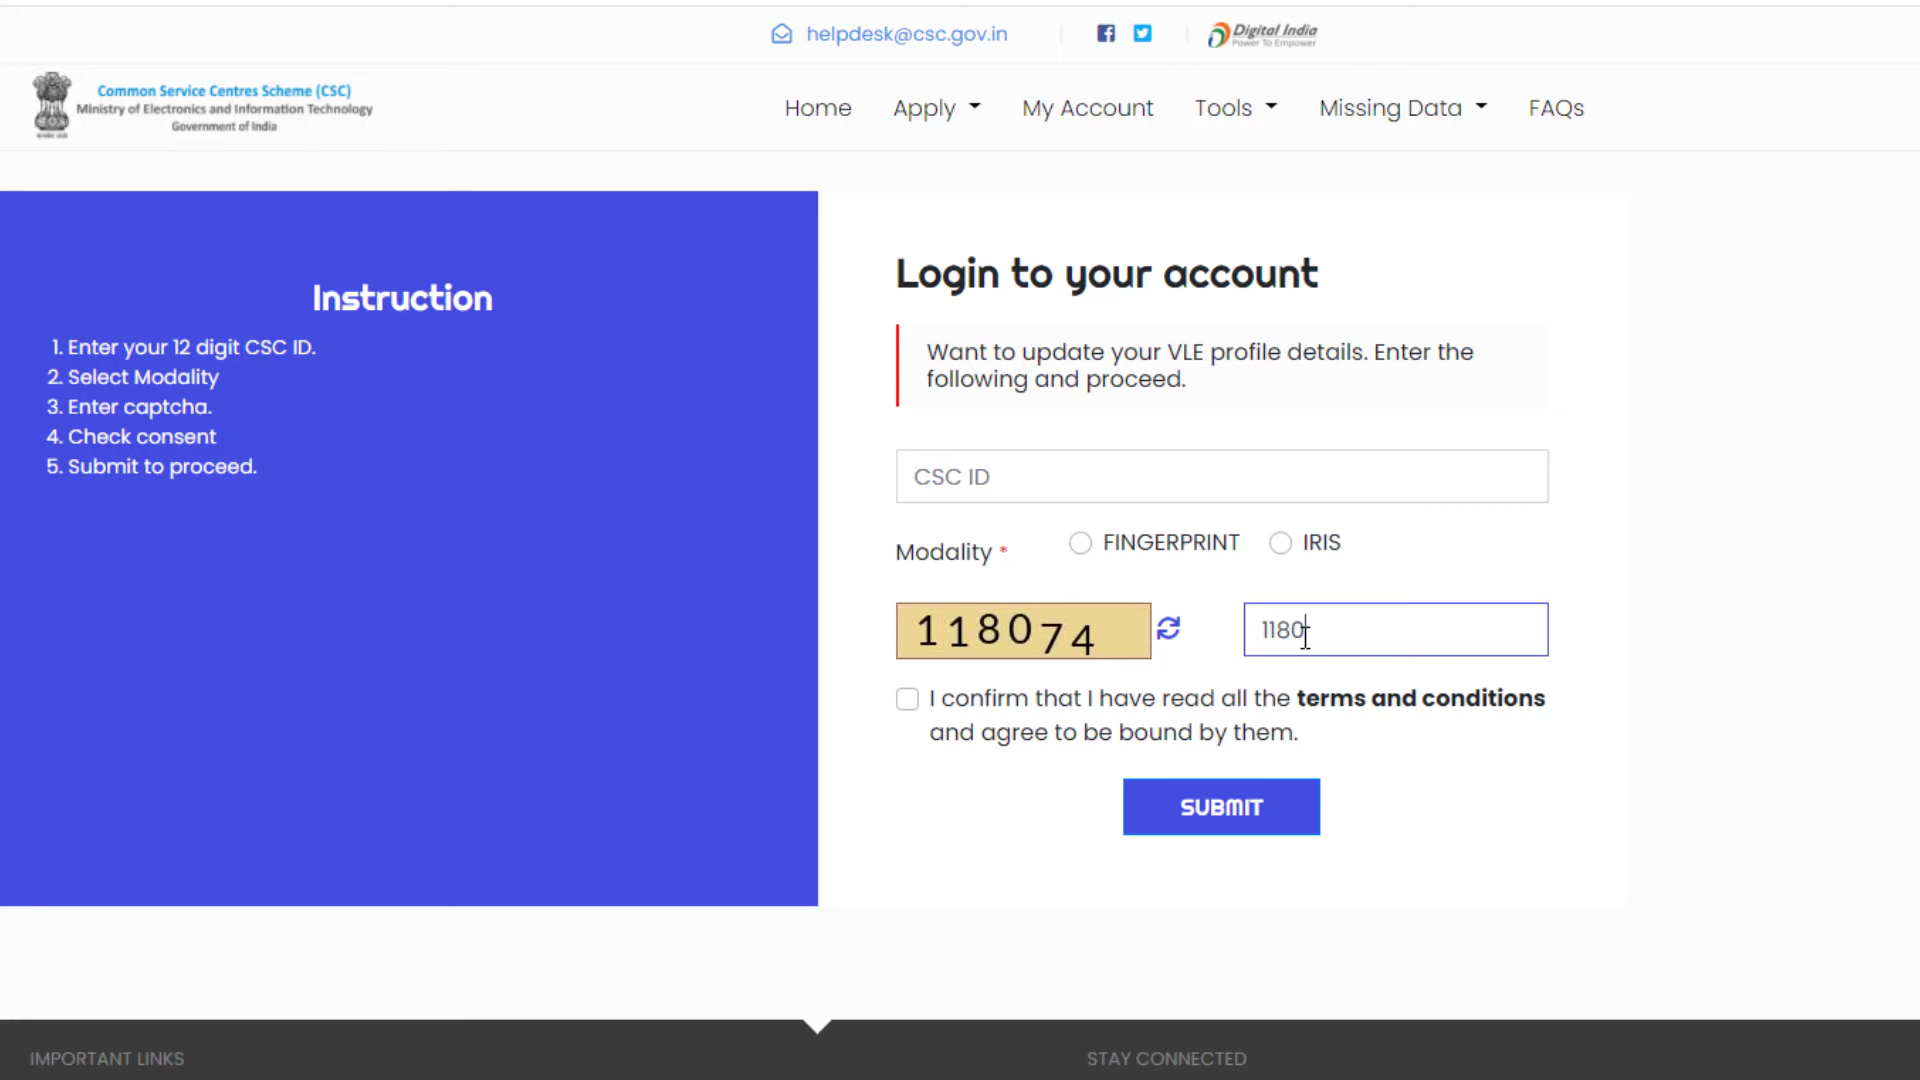 helpdesk@csc.gov.in
Digital India
Power To Empower
Common Service Centres Scheme (CSC)
Ministry of Electronics and Information Technology
Government of India
Home Apply My Account Tools Missing Data FAQs
Instruction
1. Enter your 12 digit CSC ID.
2. Select Modality
3. Enter captcha.
4. Check consent
5. Submit to proceed.
Login to your account
Want to update your VLE profile details. Enter the
following and proceed.
CSC ID
Modality *
FINGERPRINT IRIS
118074
1180
I confirm that I have read all the terms and conditions
and agree to be bound by them.
SUBMIT
IMPORTANT LINKS
STAY CONNECTED